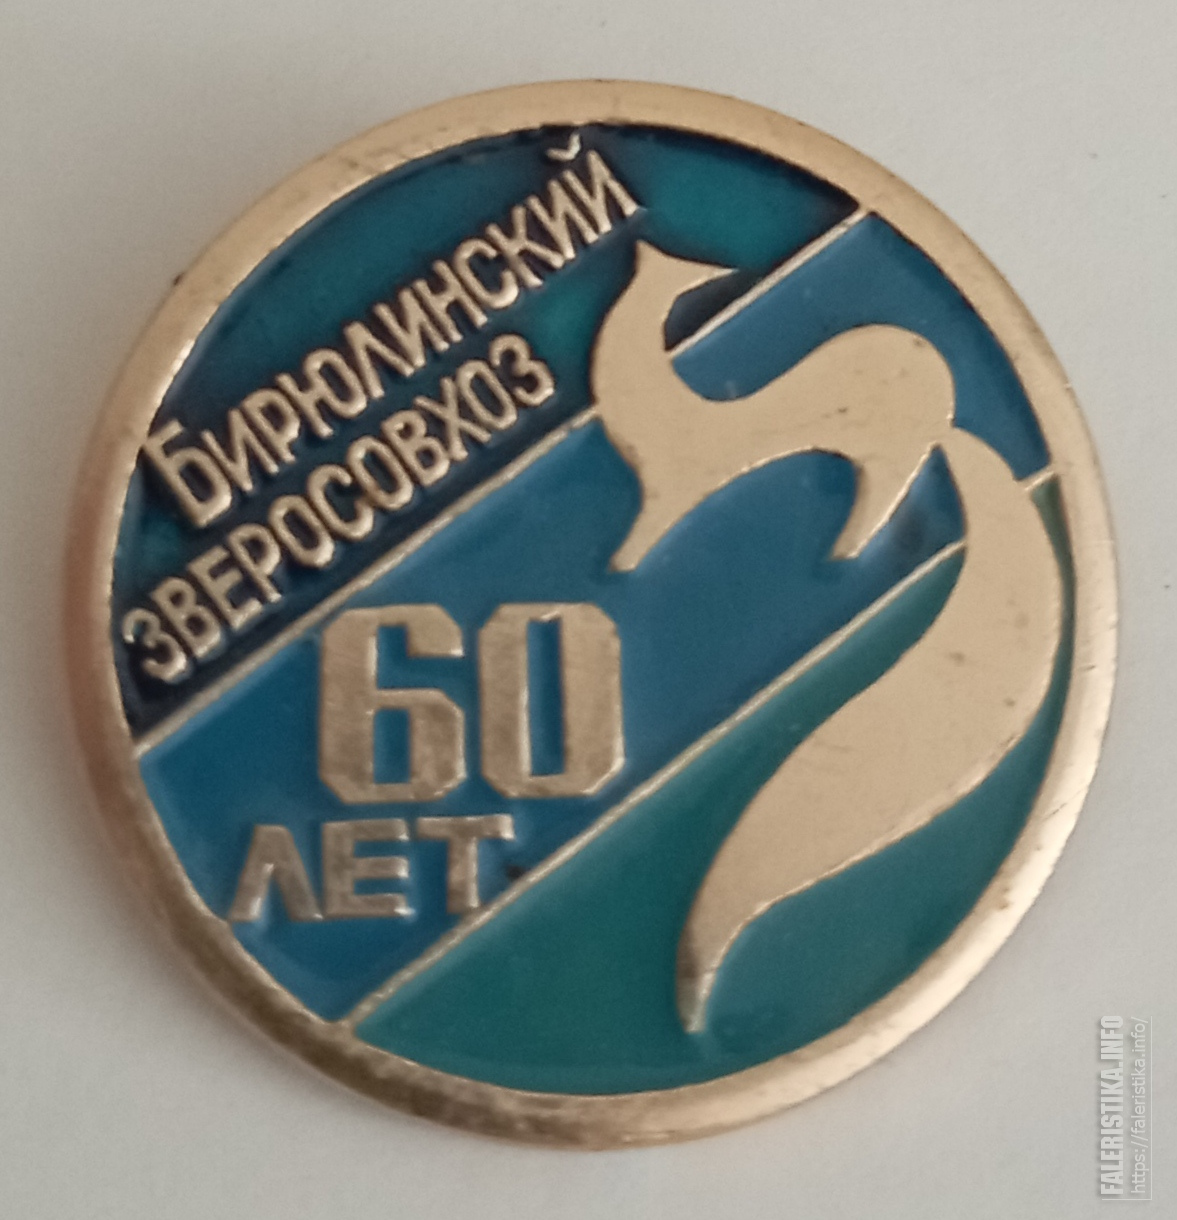 Бирюлинский
зверосовхоз
60
ЛЕТ
FALERISTIKA.INFO
https://faleristika.info/